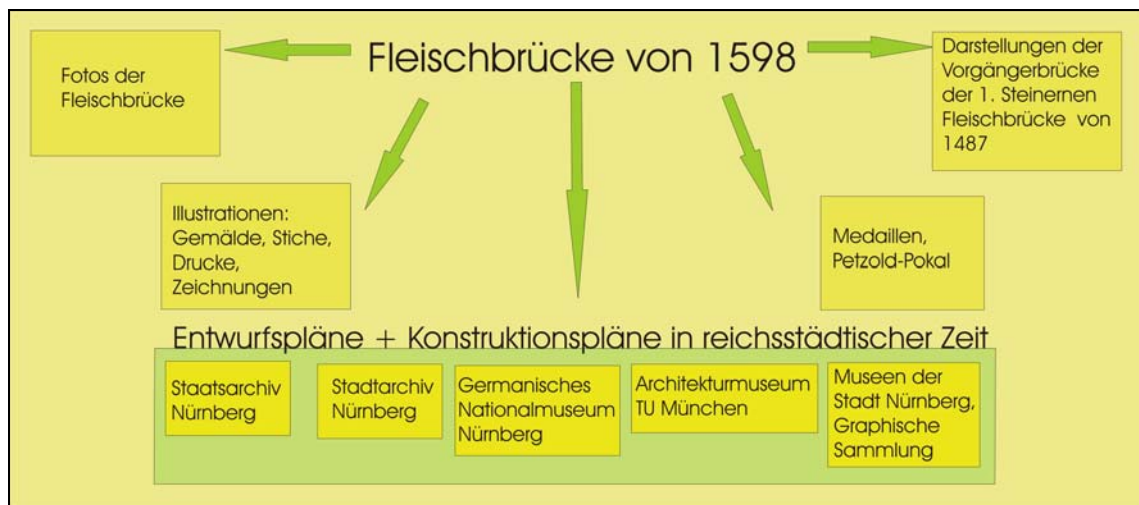 Fleischbrücke von 1598
Fotos der
Fleischbrücke
Darstellungen der
Vorgängerbrücke
der 1. Steinernen
Fleischbrücke von
1487
Illustrationen:
Gemälde, Stiche,
Drucke,
Zeichnungen
Medaillen,
Petzold-Pokal
Entwurfspläne + Konstruktionspläne in reichsstädtischer Zeit
Staatsarchiv
Nürnberg
Stadtarchiv
Nürnberg
Germanisches
Nationalmuseum
Nürnberg
Architekturmuseum
TU München
Museen der
Stadt Nürnberg,
Graphische
Sammlung